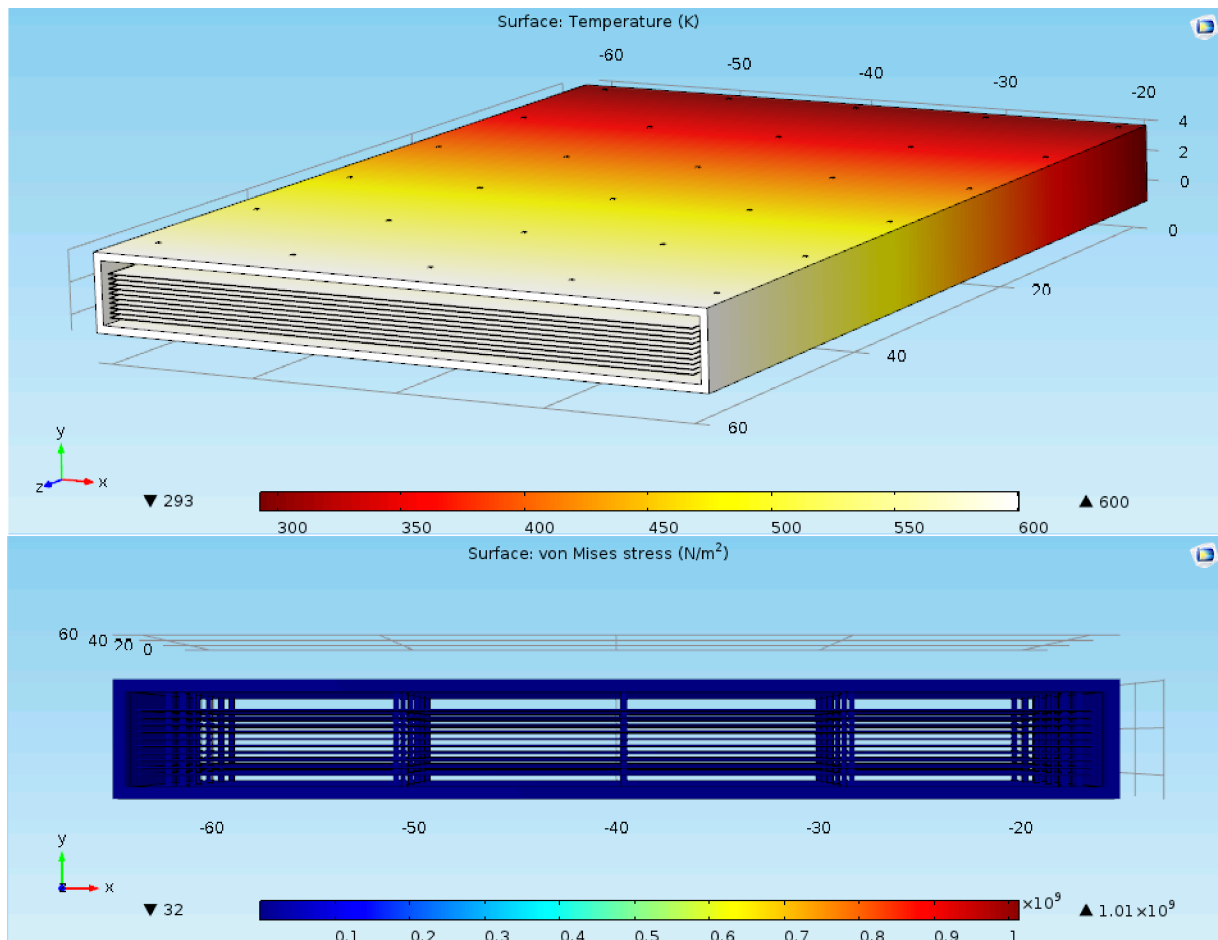 Surface: Temperature (K)
-60
-50
-40
-30
-20
4
2
0
0
20
40
60
y
z x
▼ 293
▲ 600
300 350 400 450 500 550 600
Surface: von Mises stress (N/m²)
60 40 20 0
-60 -50 -40 -30 -20
y
z x
▼ 32
×10⁹
▲ 1.01×10⁹
0.1 0.2 0.3 0.4 0.5 0.6 0.7 0.8 0.9 1